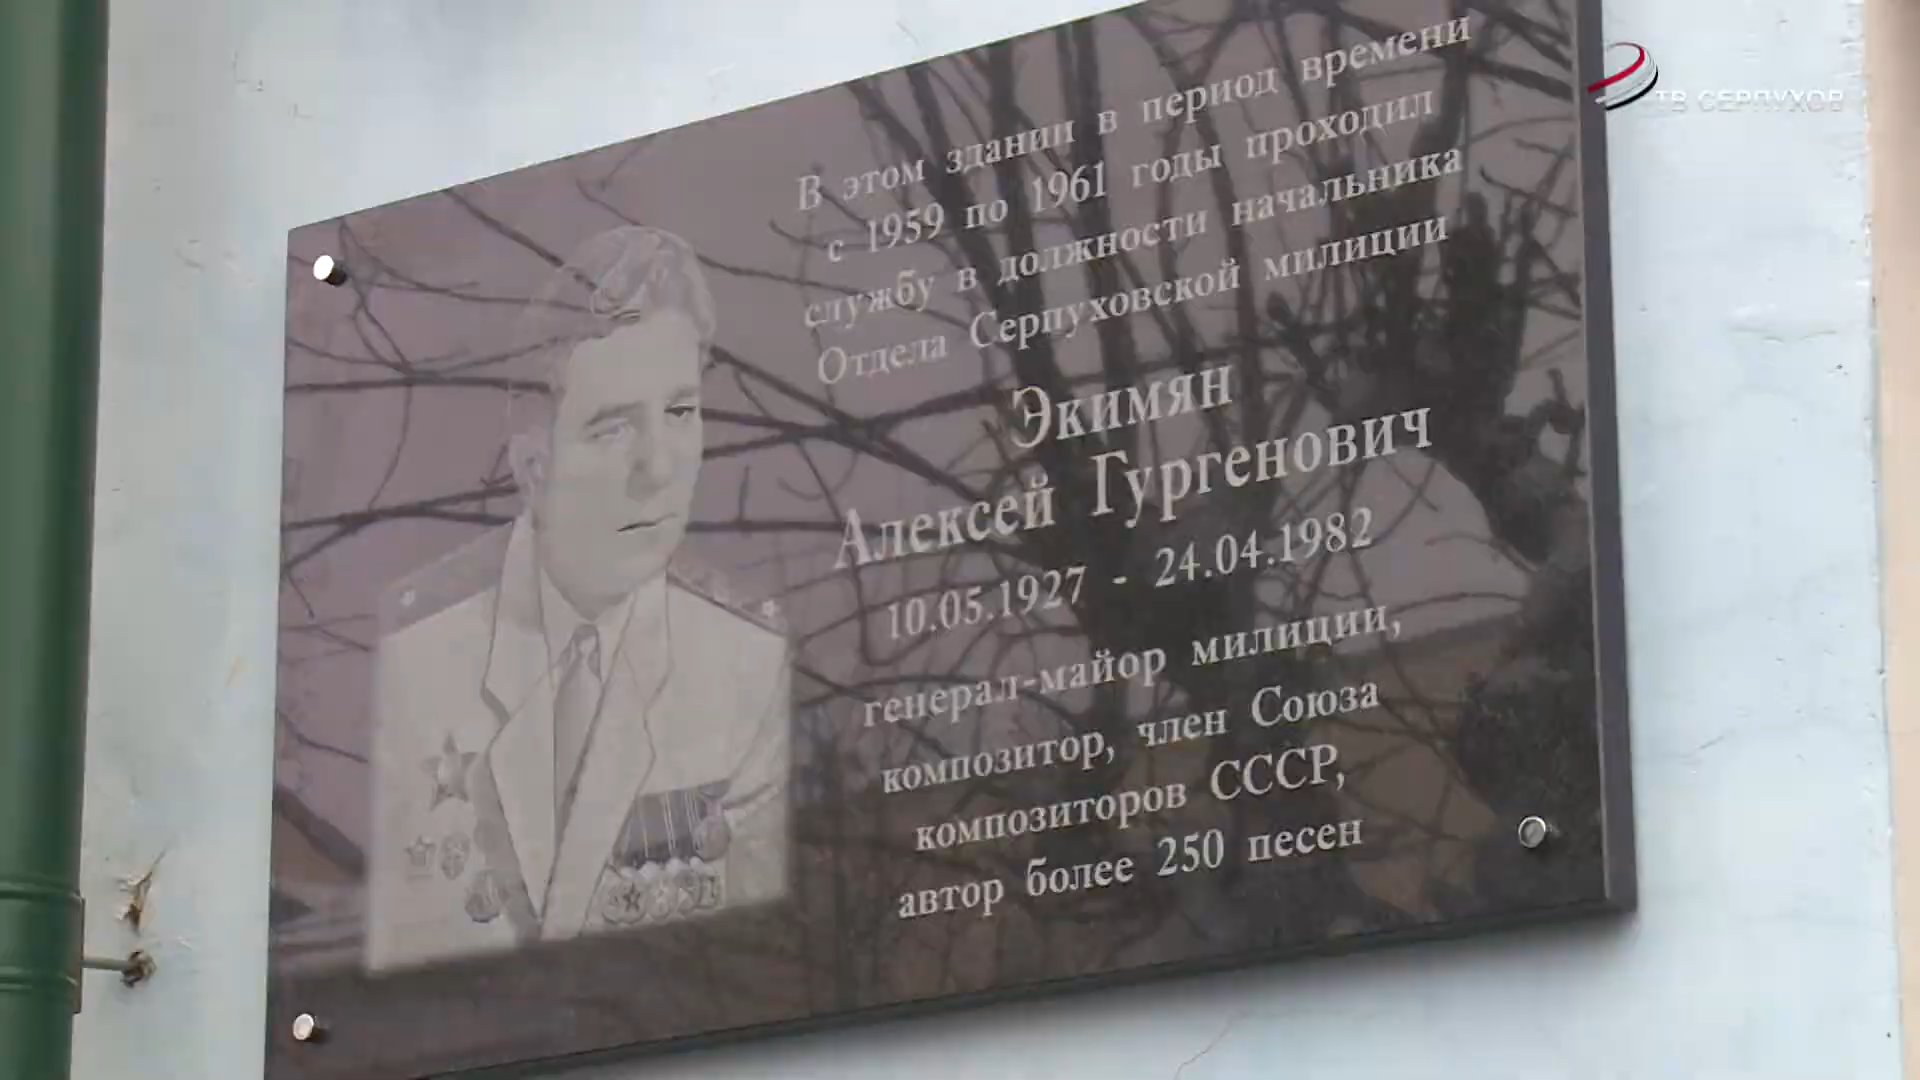 В этом здании в период времени
с 1959 по 1961 годы проходил
службу в должности начальника
Отдела Серпуховской милиции
Экимян
Алексей Гургенович
10.05.1927 - 24.04.1982
генерал-майор милиции,
композитор, член Союза
композиторов СССР,
автор более 250 песен
ТВ СЕРПУХОВ